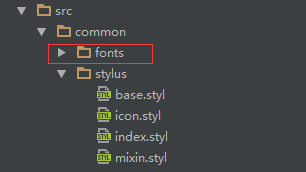 src
common
fonts
stylus
base.styl
icon.styl
index.styl
mixin.styl